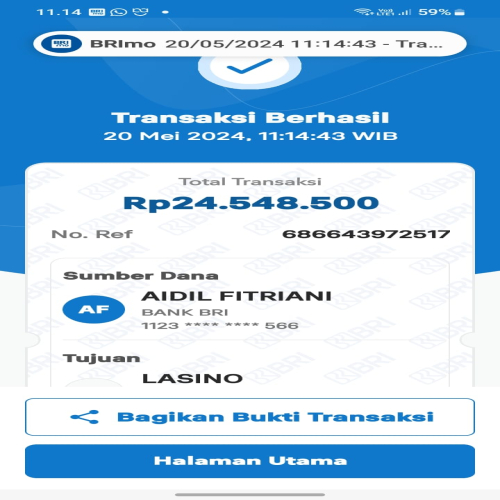 11.14 59%
BRImo 20/05/2024 11:14:43 - Tra...
Transaksi Berhasil
20 Mei 2024, 11:14:43 WIB
Total Transaksi
Rp24.548.500
No. Ref 686643972517
Sumber Dana
AF
AIDIL FITRIANI
BANK BRI
1123 **** **** 566
Tujuan
LASINO
Bagikan Bukti Transaksi
Halaman Utama